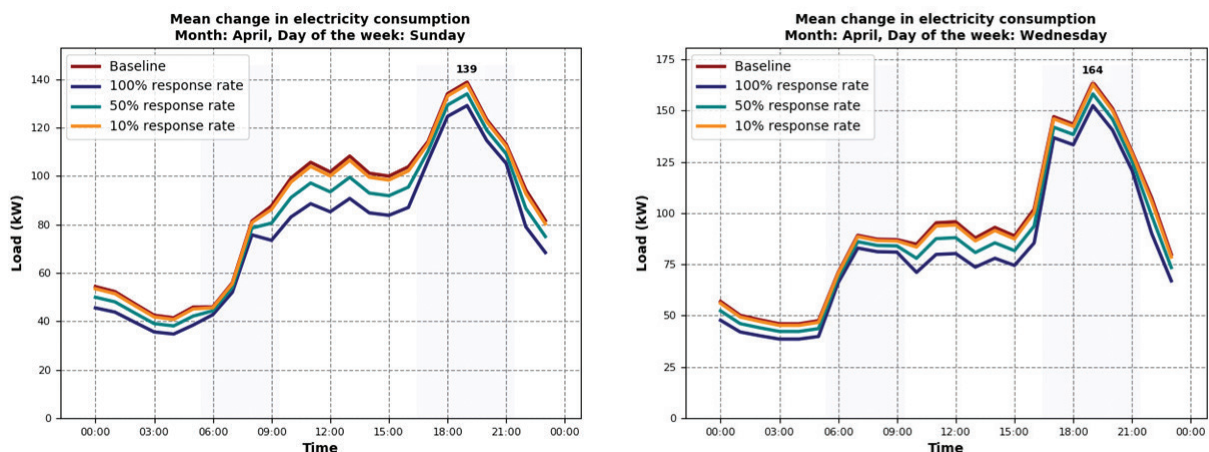 Mean change in electricity consumption
Month: April, Day of the week: Sunday
Load (kW)
140
120
100
80
60
40
20
0
Baseline
100% response rate
50% response rate
10% response rate
139
00:00 03:00 06:00 09:00 12:00 15:00 18:00 21:00 00:00
Time
Mean change in electricity consumption
Month: April, Day of the week: Wednesday
Load (kW)
175
150
125
100
75
50
25
0
Baseline
100% response rate
50% response rate
10% response rate
164
00:00 03:00 06:00 09:00 12:00 15:00 18:00 21:00 00:00
Time